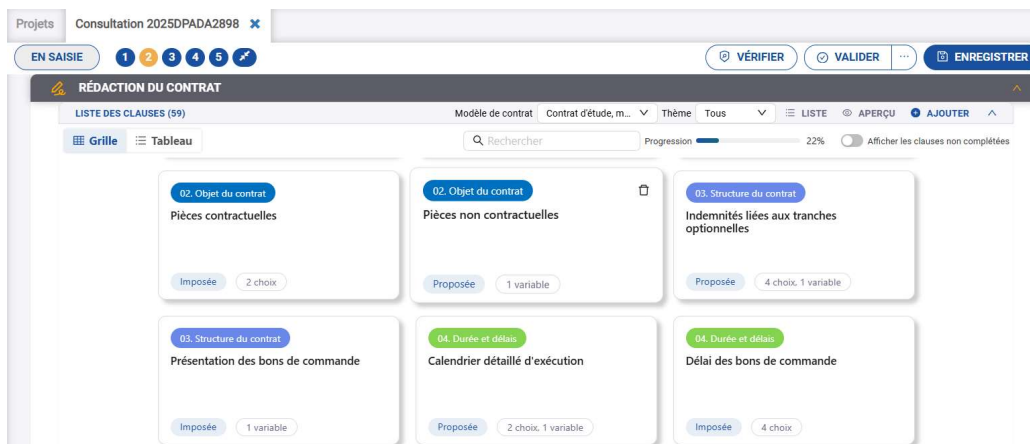 Projets
Consultation 2025DPADA2898
EN SAISIE 1 2 3 4 5 VÉRIFIER VALIDER ... ENREGISTRER
RÉDACTION DU CONTRAT
LISTE DES CLAUSES (59) Modèle de contrat Contrat d'étude, m... Thème Tous LISTE APERÇU AJOUTER
Grille Tableau Rechercher Progression 22% Afficher les clauses non complétées
02. Objet du contrat
Pièces contractuelles
Imposée 2 choix
02. Objet du contrat
Pièces non contractuelles
Proposée 1 variable
03. Structure du contrat
Indemnités liées aux tranches
optionnelles
Proposée 4 choix, 1 variable
03. Structure du contrat
Présentation des bons de commande
Imposée 1 variable
04. Durée et délais
Calendrier détaillé d'exécution
Proposée 2 choix, 1 variable
04. Durée et délais
Délai des bons de commande
Imposée 4 choix